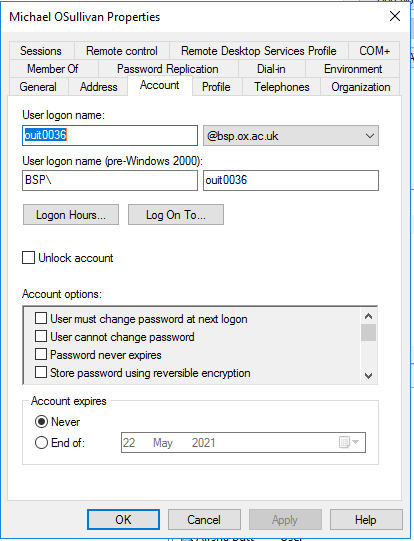 Michael OSullivan Properties
Sessions Remote control Remote Desktop Services Profile COM+
Member Of Password Replication Dial-in Environment
General Address Account Profile Telephones Organization
User logon name:
ouit0036 @bsp.ox.ac.uk
User logon name (pre-Windows 2000):
BSP\ ouit0036
Logon Hours... Log On To...
Unlock account
Account options:
User must change password at next logon
User cannot change password
Password never expires
Store password using reversible encryption
Account expires
Never
End of: 22 May 2021
OK Cancel Apply Help